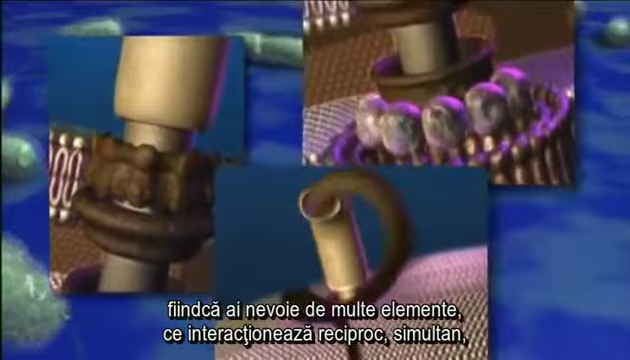 fiindcă ai nevoie de multe elemente,
ce interacţionează reciproc, simultan,